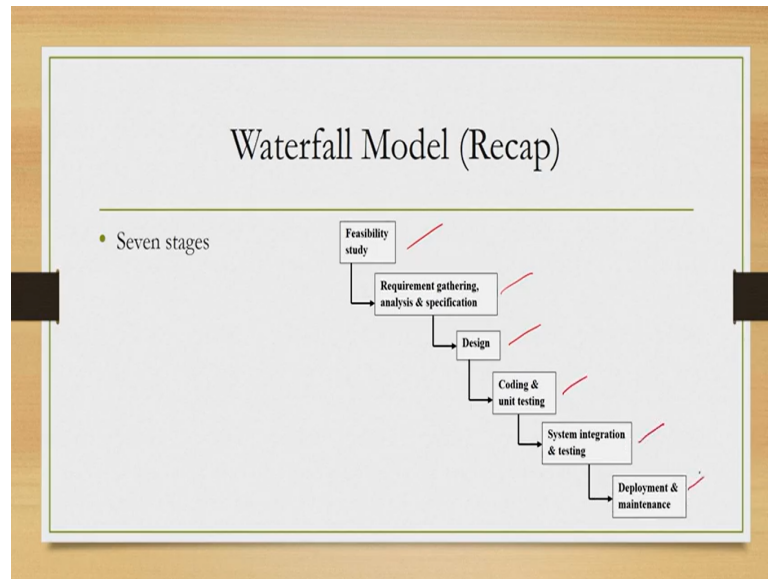 Waterfall Model (Recap)
• Seven stages
Feasibility
study
Requirement gathering,
analysis & specification
Design
Coding &
unit testing
System integration
& testing
Deployment &
maintenance